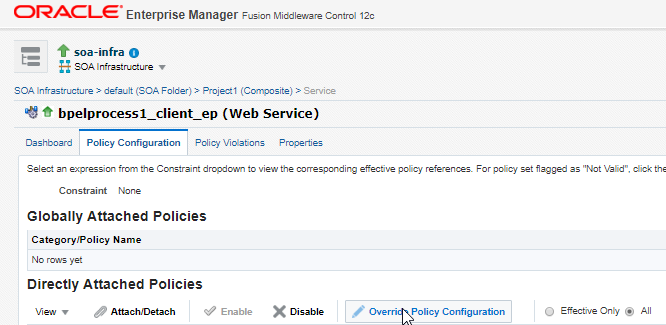 ORACLE Enterprise Manager Fusion Middleware Control 12c
soa-infra
SOA Infrastructure
SOA Infrastructure > default (SOA Folder) > Project1 (Composite) > Service
bpelprocess1_client_ep (Web Service)
Dashboard Policy Configuration Policy Violations Properties
Select an expression from the Constraint dropdown to view the corresponding effective policy references. For policy set flagged as "Not Valid", click the
Constraint None
Globally Attached Policies
Category/Policy Name
No rows yet
Directly Attached Policies
View Attach/Detach Enable Disable Override Policy Configuration Effective Only All